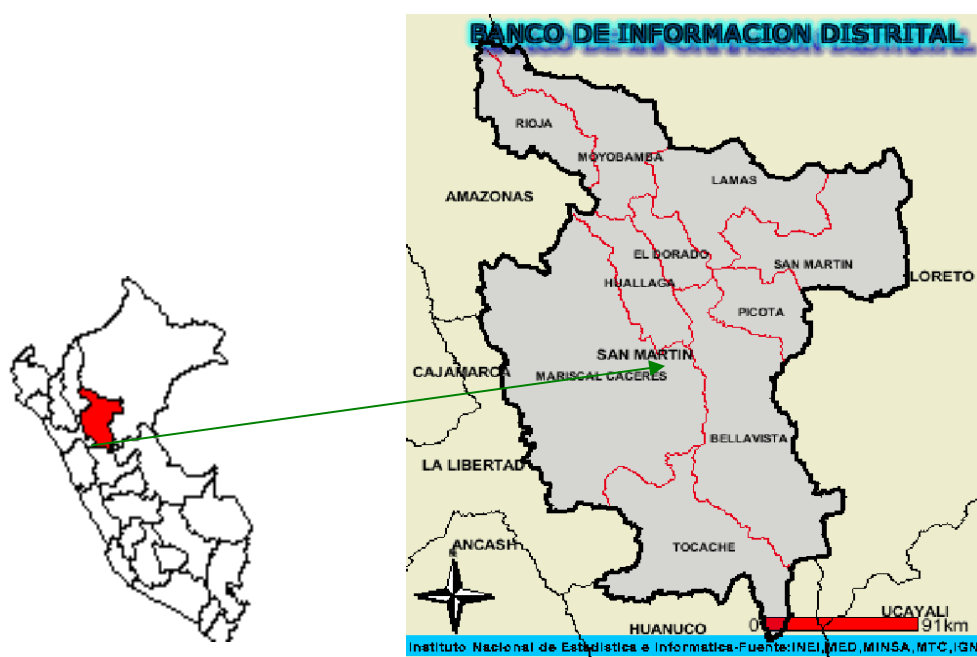 BANCO DE INFORMACION DISTRITAL
RIOJA
MOYOBAMBA
LAMAS
AMAZONAS
EL DORADO
SAN MARTIN
HUALLAGA
LORETO
PICOTA
SAN MARTIN
CAJAMARCA
MARISCAL CACERES
BELLAVISTA
LA LIBERTAD
ANCASH
TOCACHE
N
UCAYALI
0 91km
HUANUCO
Instituto Nacional de Estadistica e Informatica-Fuente:INEI,MED,MINSA,MTC,IGN